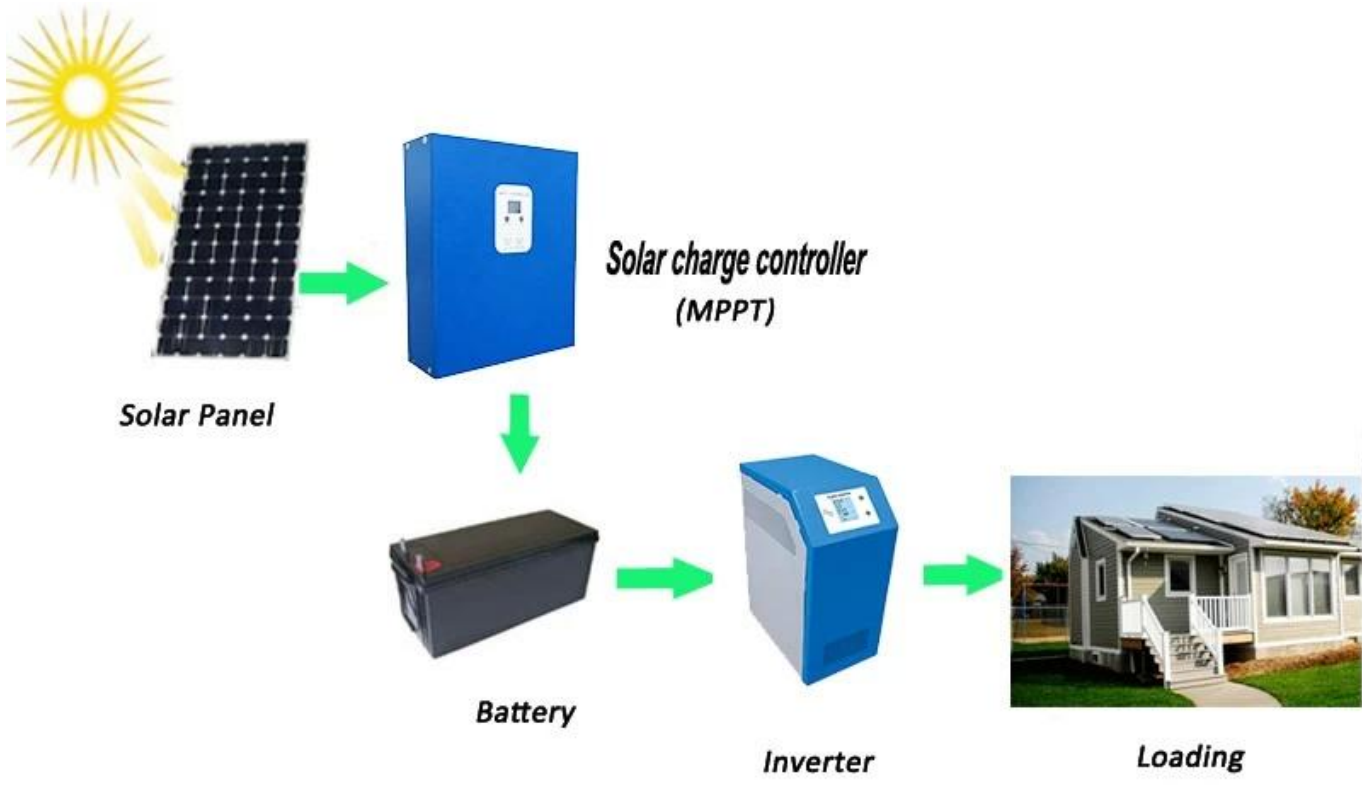 Solar charge controller
(MPPT)
Solar Panel
Battery
Inverter
Loading